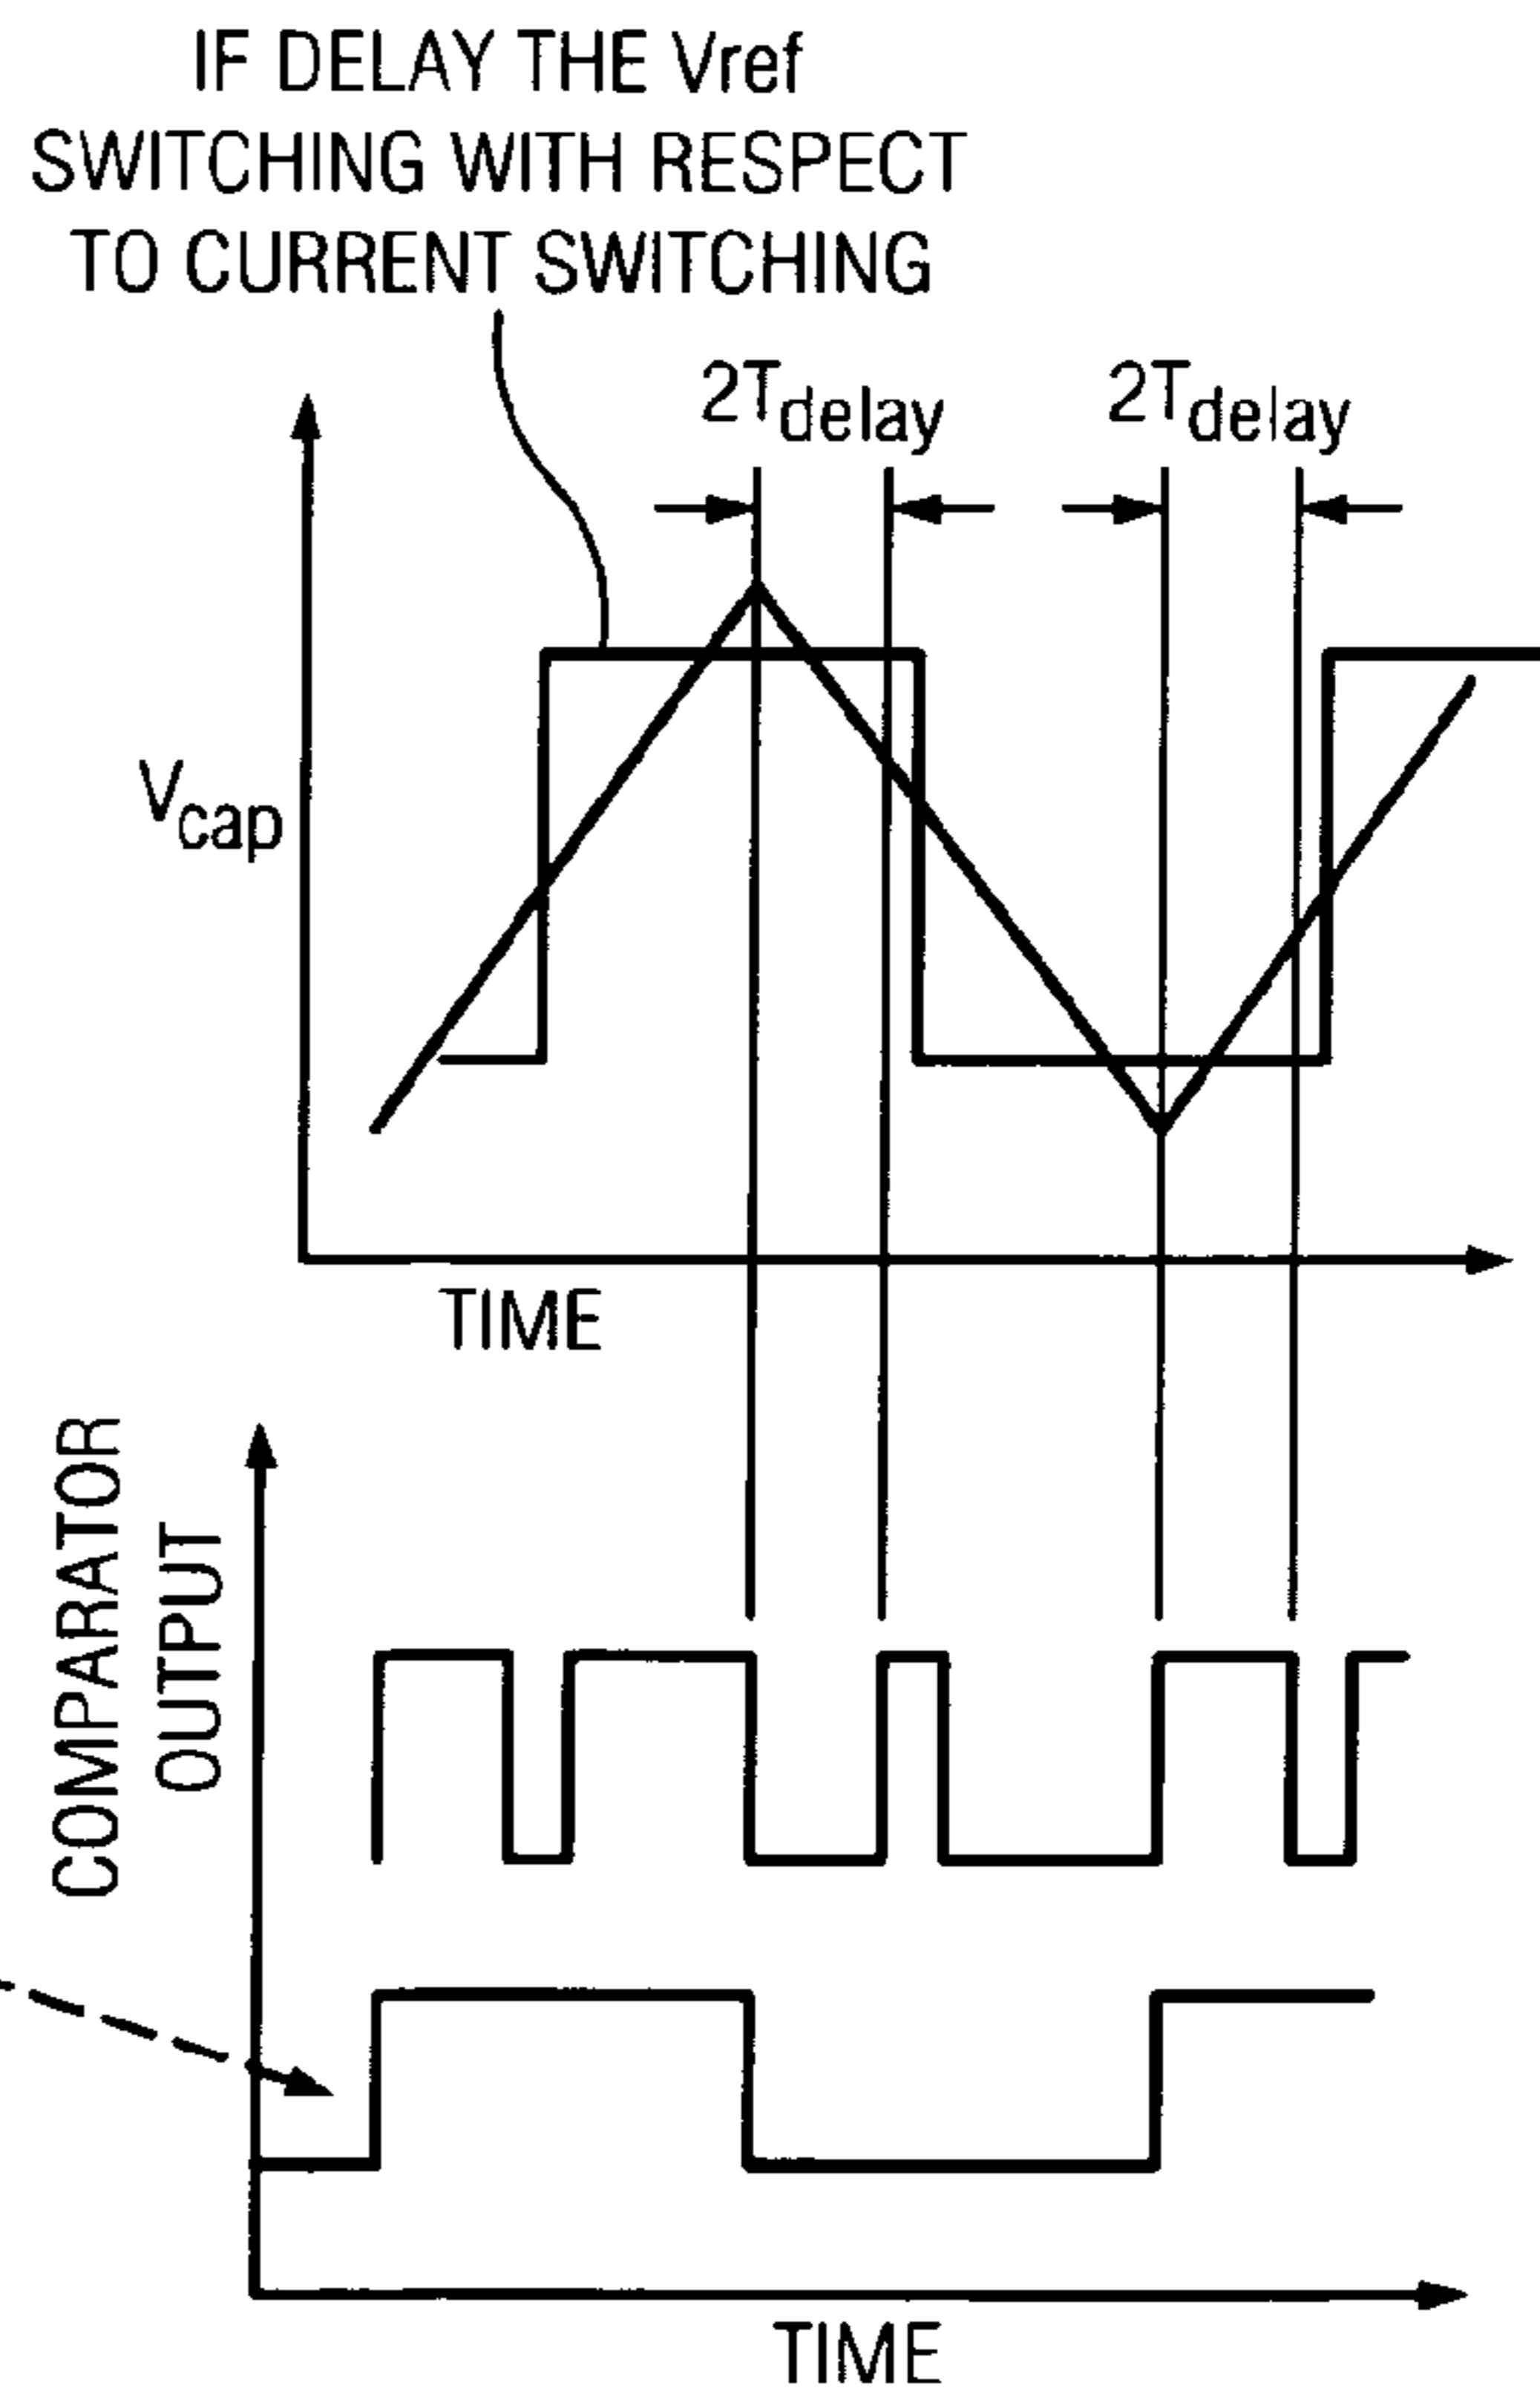 IF DELAY THE Vref
SWITCHING WITH RESPECT
TO CURRENT SWITCHING
2Tdelay 2Tdelay
Vcap
TIME
COMPARATOR
OUTPUT
TIME